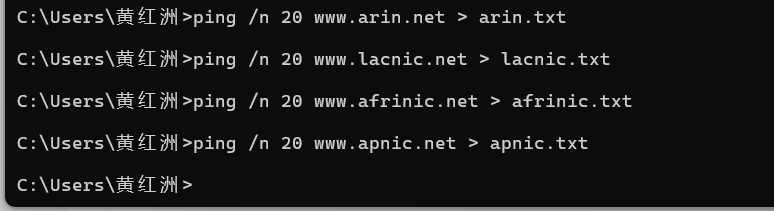 C:\Users\黄红洲>ping /n 20 www.arin.net > arin.txt
C:\Users\黄红洲>ping /n 20 www.lacnic.net > lacnic.txt
C:\Users\黄红洲>ping /n 20 www.afrinic.net > afrinic.txt
C:\Users\黄红洲>ping /n 20 www.apnic.net > apnic.txt
C:\Users\黄红洲>